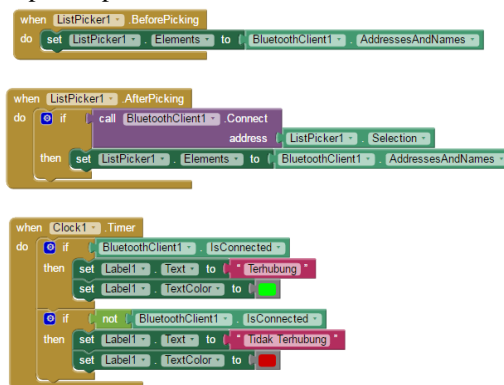 when ListPicker1 .BeforePicking
do set ListPicker1 . Elements to BluetoothClient1 . AddressesAndNames
when ListPicker1 .AfterPicking
do if call BluetoothClient1 .Connect
address ListPicker1 . Selection
then set ListPicker1 . Elements to BluetoothClient1 . AddressesAndNames
when Clock1 .Timer
do if BluetoothClient1 . IsConnected
then set Label1 . Text to " Terhubung "
set Label1 . TextColor to
if not BluetoothClient1 . IsConnected
then set Label1 . Text to " Tidak Terhubung "
set Label1 . TextColor to